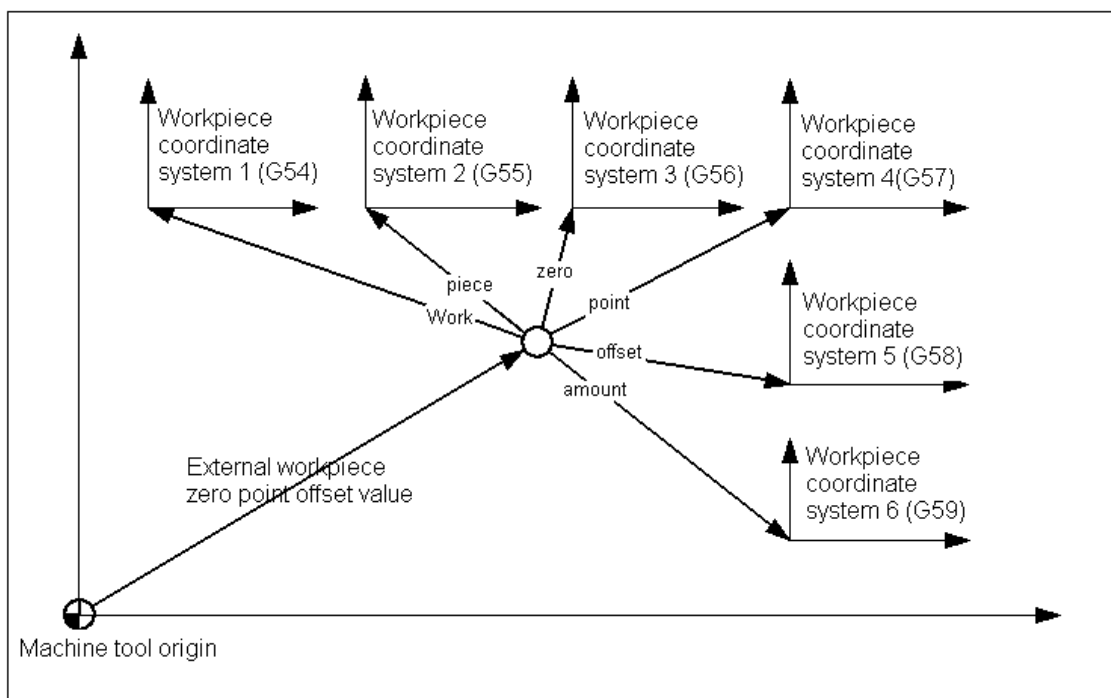 Workpiece
coordinate
system 1 (G54)
Workpiece
coordinate
system 2 (G55)
Workpiece
coordinate
system 3 (G56)
Workpiece
coordinate
system 4(G57)
zero
piece
point
Work
offset
amount
Workpiece
coordinate
system 5 (G58)
Workpiece
coordinate
system 6 (G59)
External workpiece
zero point offset value
Machine tool origin